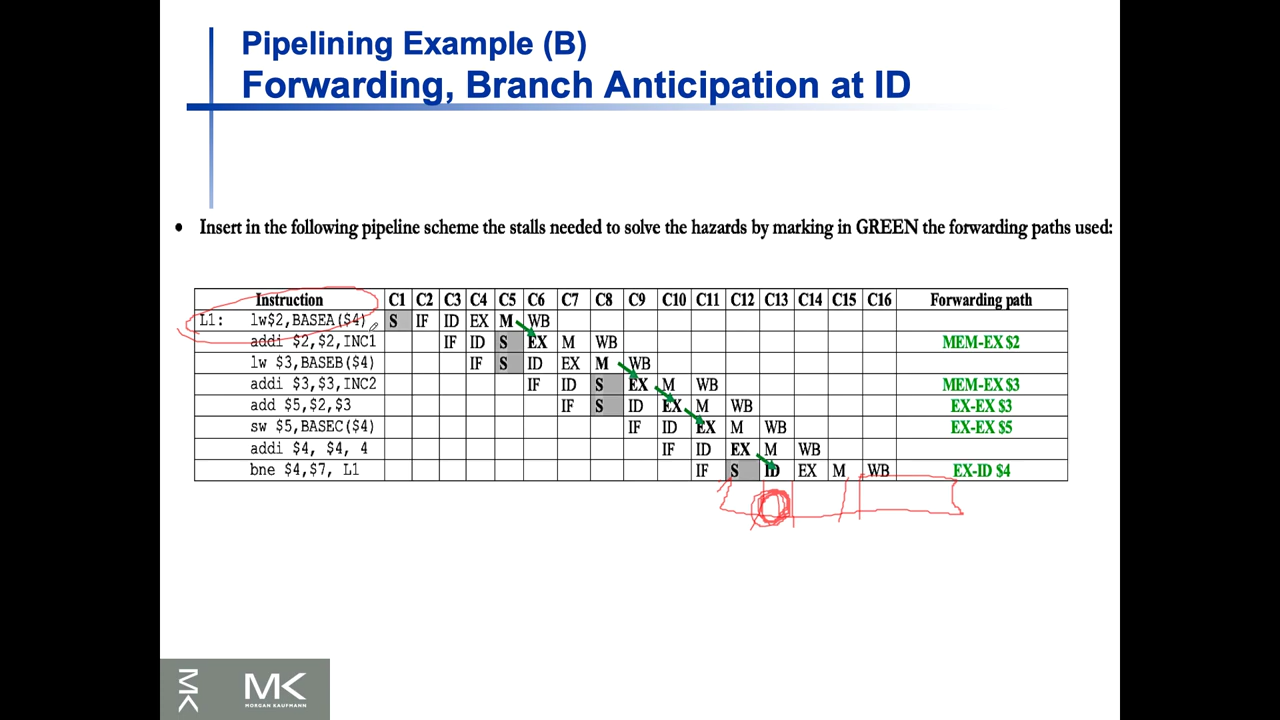 Pipelining Example (B)
Forwarding, Branch Anticipation at ID
• Insert in the following pipeline scheme the stalls needed to solve the hazards by marking in GREEN the forwarding paths used:
Instruction C1 C2 C3 C4 C5 C6 C7 C8 C9 C10 C11 C12 C13 C14 C15 C16 Forwarding path
L1: lw$2,BASEA($4) S IF ID EX M WB
addi $2,$2,INC1 IF ID S EX M WB MEM-EX $2
lw $3,BASEB($4) IF S ID EX M WB
addi $3,$3,INC2 IF ID S EX M WB MEM-EX $3
add $5,$2,$3 IF S ID EX M WB EX-EX $3
sw $5,BASEC($4) IF ID EX M WB EX-EX $5
addi $4, $4, 4 IF ID EX M WB
bne $4,$7, L1 IF S ID EX M WB EX-ID $4
MK
MK
MORGAN KAUFMANN